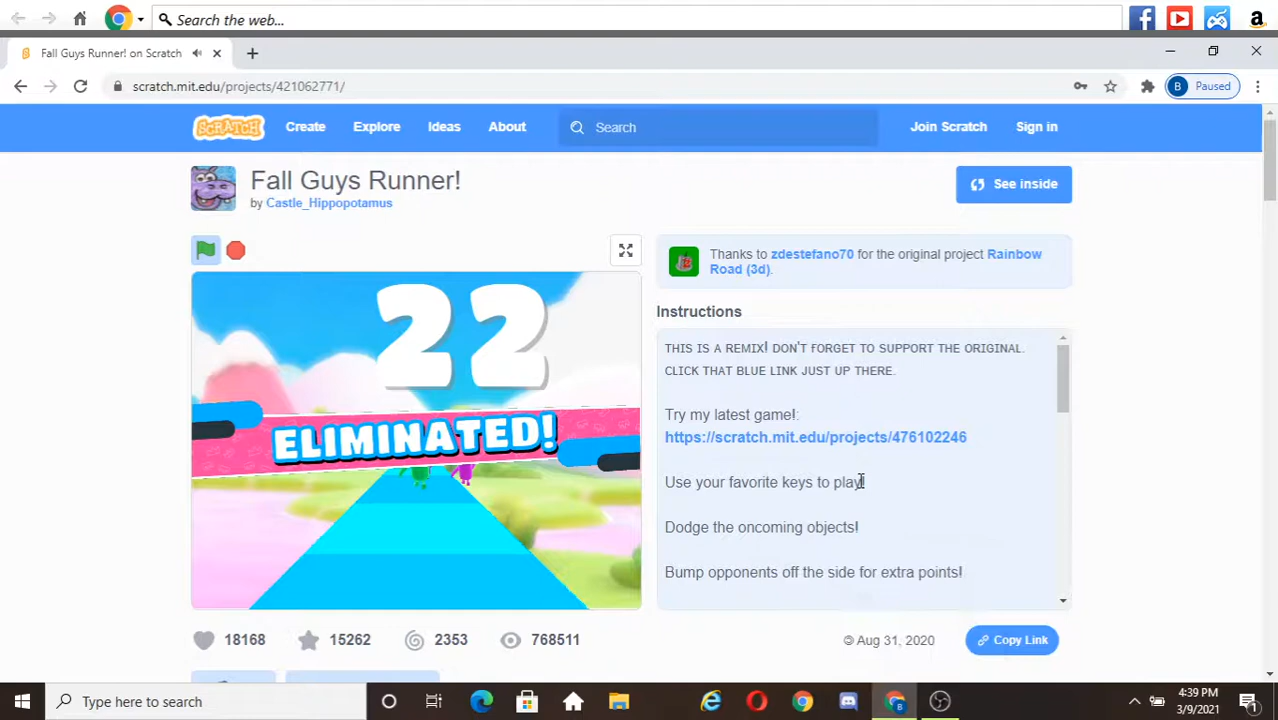 Search the web...
Fall Guys Runner! on Scratch
scratch.mit.edu/projects/421062771/
B Paused
SCRATCH Create Explore Ideas About Search Join Scratch Sign in
Fall Guys Runner!
by Castle_Hippopotamus
See inside
22
ELIMINATED!
Thanks to zdestefano70 for the original project Rainbow
Road (3d).
Instructions
THIS IS A REMIX! DON'T FORGET TO SUPPORT THE ORIGINAL.
CLICK THAT BLUE LINK JUST UP THERE.
Try my latest game!:
https://scratch.mit.edu/projects/476102246
Use your favorite keys to play!
Dodge the oncoming objects!
Bump opponents off the side for extra points!
18168 15262 2353 768511
© Aug 31, 2020
Copy Link
Type here to search
4:39 PM
3/9/2021